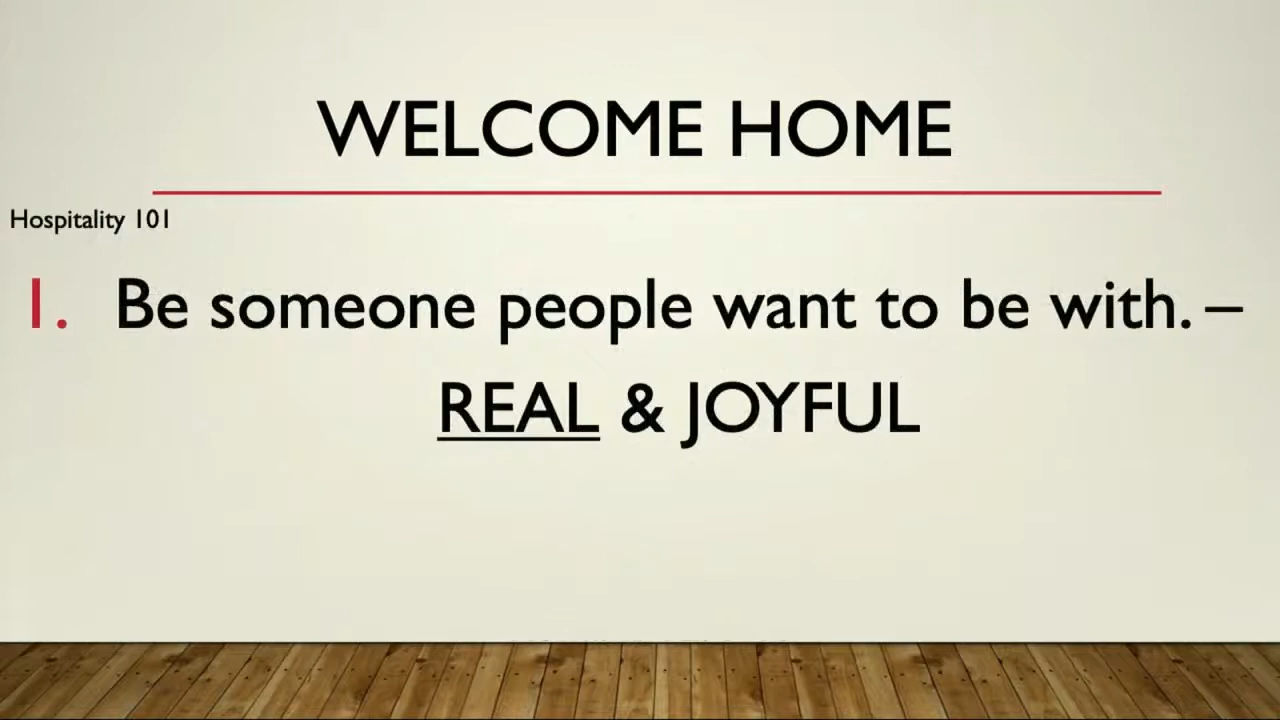 WELCOME HOME
Hospitality 101
1. Be someone people want to be with. –
REAL & JOYFUL